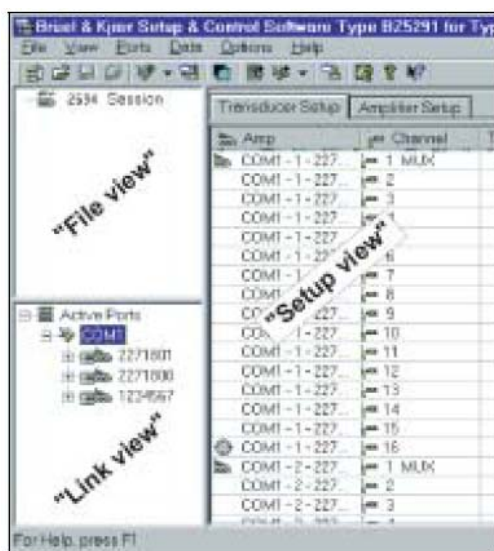 Brüel & Kjær Setup & Control Software Type BZ5291 for Typ
File View Ports Data Options Help
2694 Session
"File view"
Active Ports
COM1
2271801
2271800
1234567
"Link view"
Transducer Setup Amplifier Setup
Amp Channel
COM1 - 1 - 227... 1 MUX
COM1 - 1 - 227... 2
COM1 - 1 - 227... 3
COM1 - 1 - 227...
COM1 - 1 - 227
COM1 - 1 - 227 6
COM1 - 1 7
COM1 8
"Setup view"
9
COM1 - 1 - 227... 10
COM1 - 1 - 227... 11
COM1 - 1 - 227... 12
COM1 - 1 - 227... 13
COM1 - 1 - 227... 14
COM1 - 1 - 227... 15
COM1 - 1 - 227... 16
COM1 - 2 - 227... 1 MUX
COM1 - 2 - 227... 2
COM1 - 2 - 227... 3
For Help, press F1